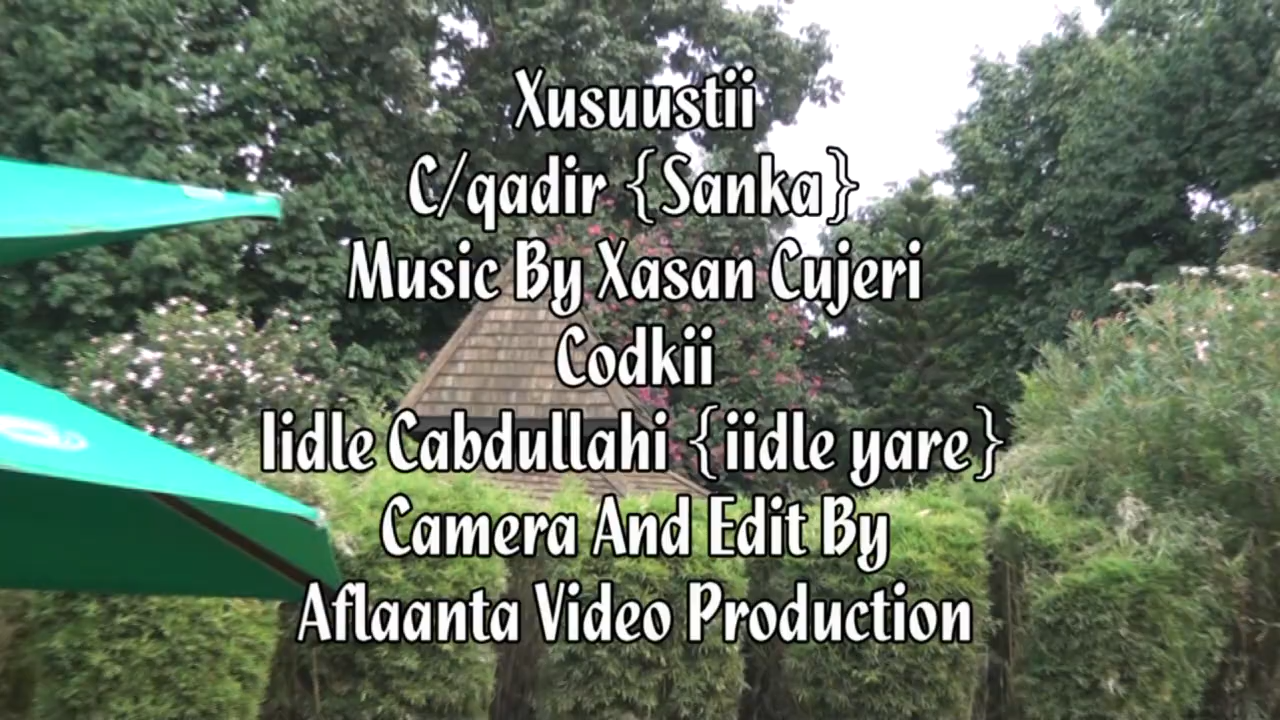 Xusuustii
C/qadir {Sanka}
Music By Xasan Cujeri
Codkii
Iidle Cabdullahi {iidle yare}
Camera And Edit By
Aflaanta Video Production